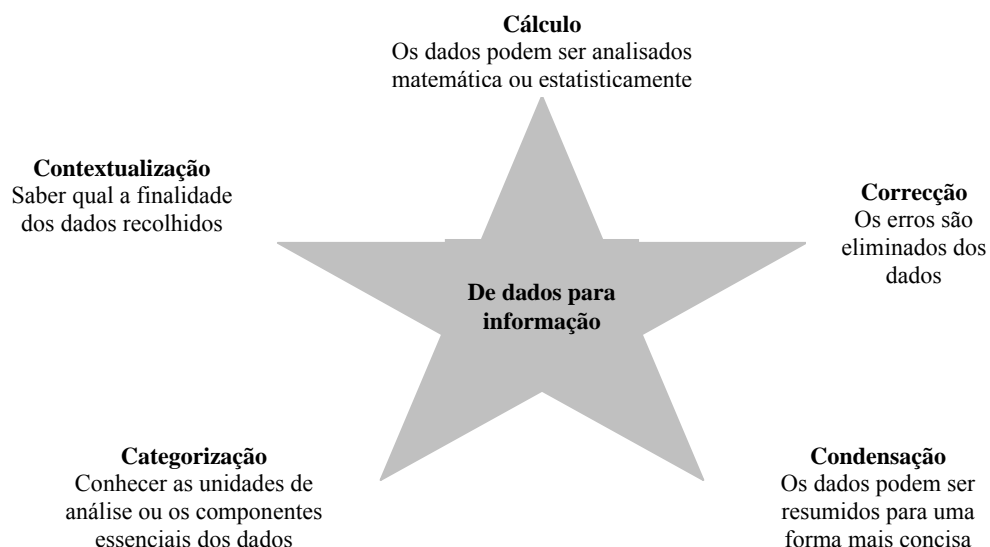 Cálculo
Os dados podem ser analisados
matemática ou estatisticamente
Contextualização
Saber qual a finalidade
dos dados recolhidos
Correcção
Os erros são
eliminados dos
dados
De dados para
informação
Categorização
Conhecer as unidades de
análise ou os componentes
essenciais dos dados
Condensação
Os dados podem ser
resumidos para uma
forma mais concisa